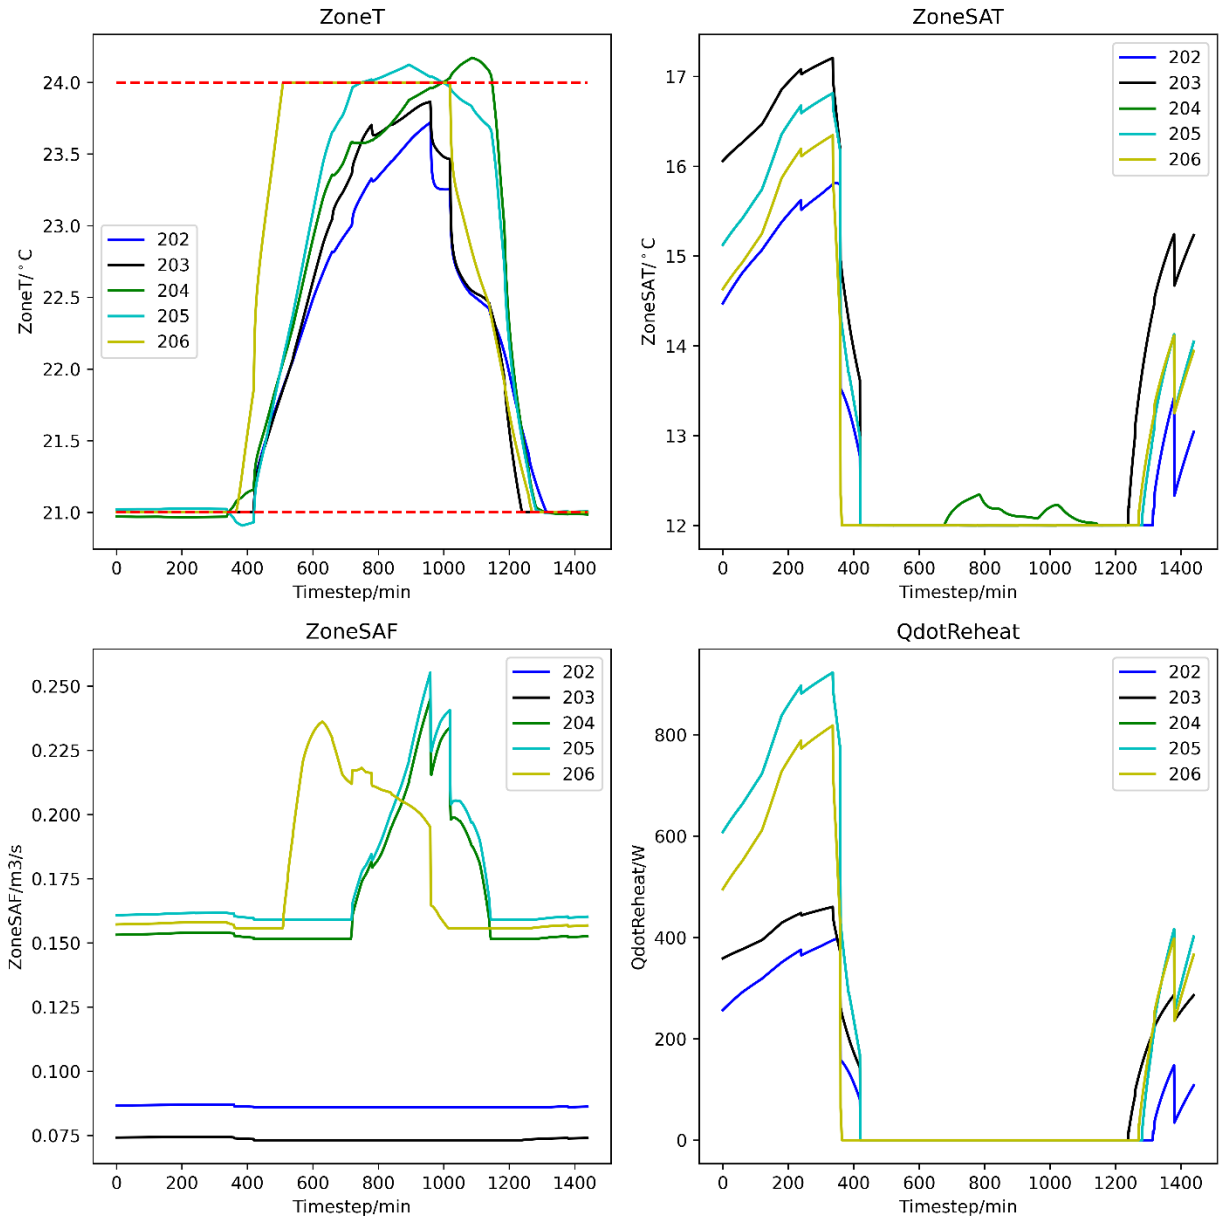 ZoneT
ZoneT/°C
24.0
23.5
23.0
22.5
22.0
21.5
21.0
202
203
204
205
206
0 200 400 600 800 1000 1200 1400
Timestep/min
ZoneSAT
ZoneSAT/°C
17
16
15
14
13
12
202
203
204
205
206
0 200 400 600 800 1000 1200 1400
Timestep/min
ZoneSAF
ZoneSAF/m3/s
0.250
0.225
0.200
0.175
0.150
0.125
0.100
0.075
202
203
204
205
206
0 200 400 600 800 1000 1200 1400
Timestep/min
QdotReheat
QdotReheat/W
800
600
400
200
0
202
203
204
205
206
0 200 400 600 800 1000 1200 1400
Timestep/min